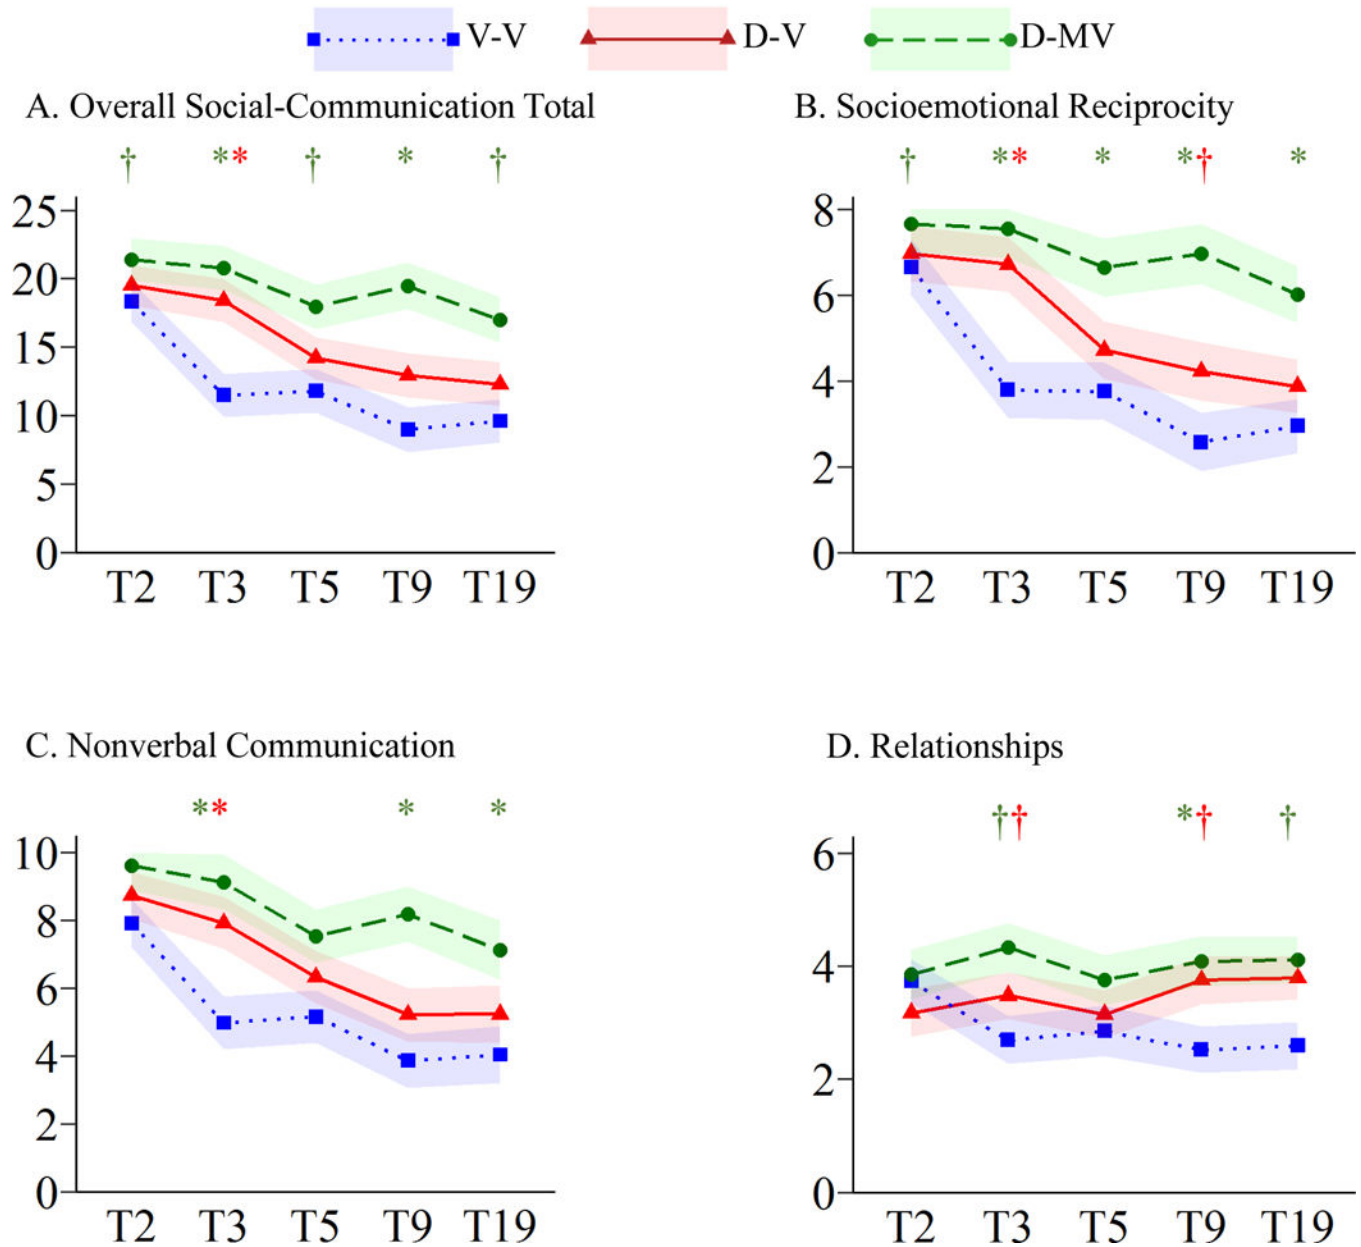 V-V D-V D-MV
A. Overall Social-Communication Total
† ** † * †
25
20
15
10
5
0
T2 T3 T5 T9 T19
B. Socioemotional Reciprocity
† ** * *† *
8
6
4
2
0
T2 T3 T5 T9 T19
C. Nonverbal Communication
** * *
10
8
6
4
2
0
T2 T3 T5 T9 T19
D. Relationships
†† *† †
6
4
2
0
T2 T3 T5 T9 T19